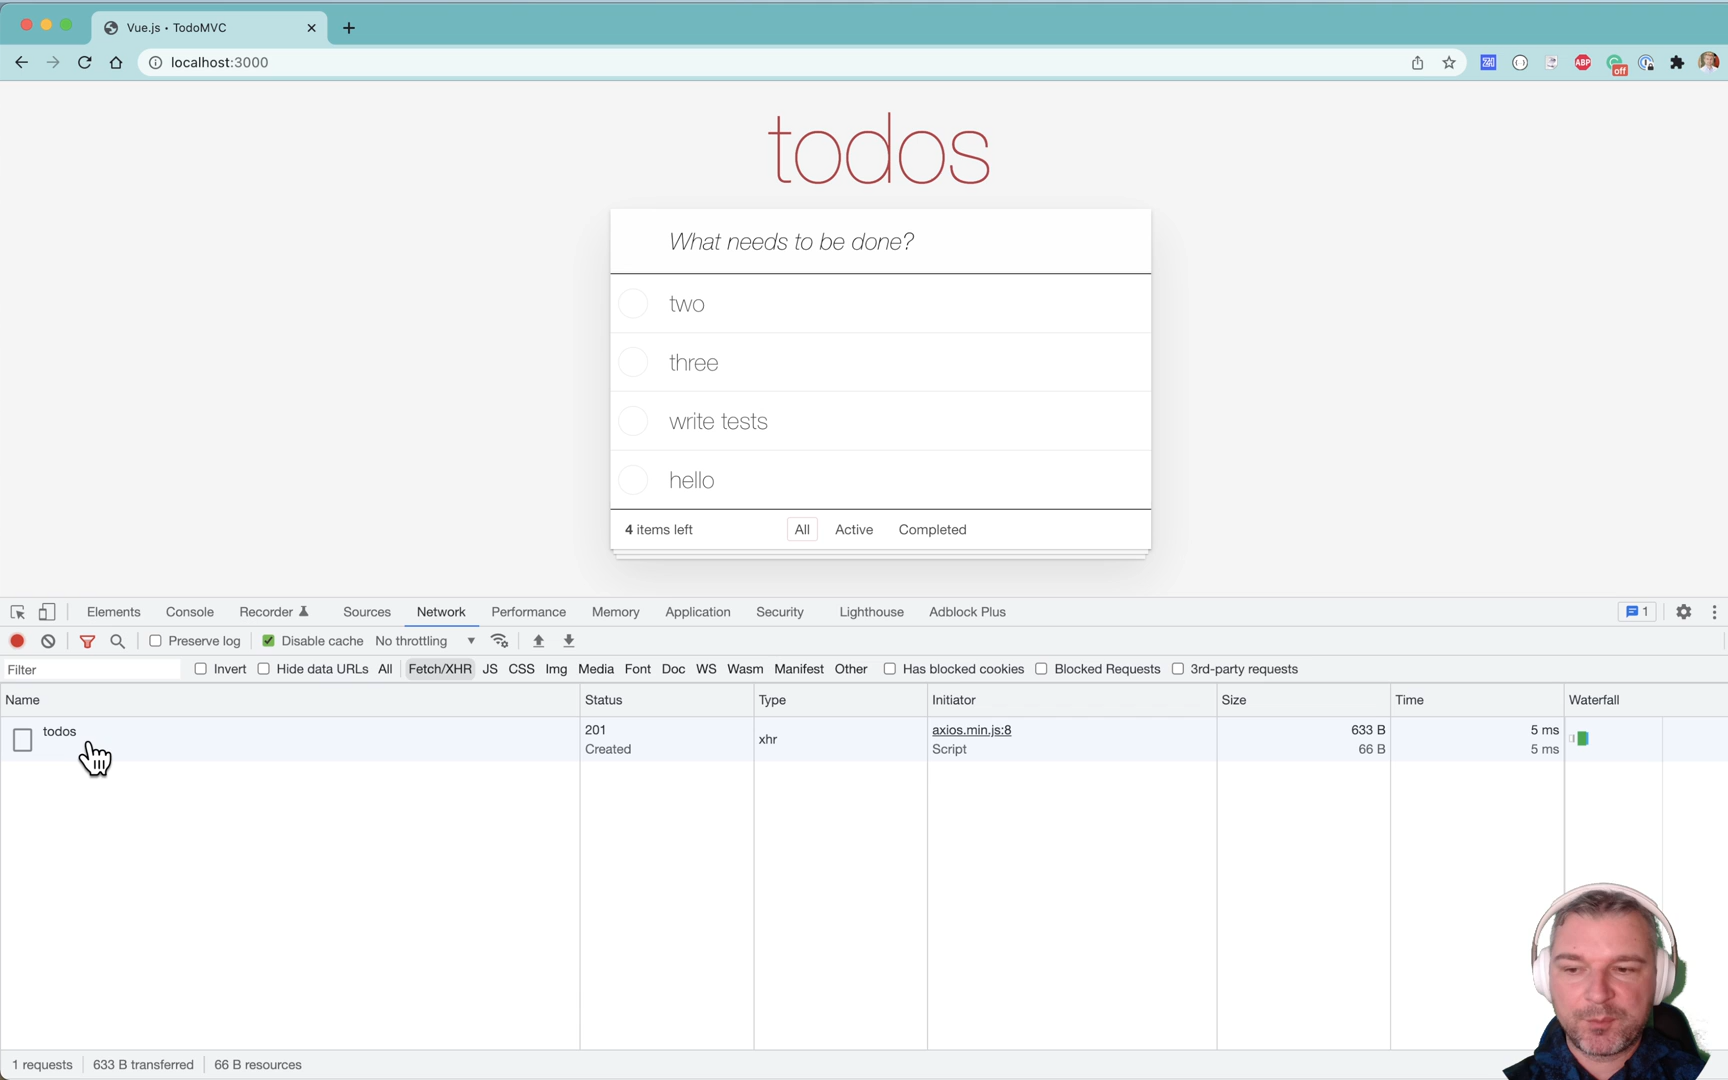 Vue.js • TodoMVC
localhost:3000
ABP
off
todos
What needs to be done?
two
three
write tests
hello
4 items left All Active Completed
Elements Console Recorder Sources Network Performance Memory Application Security Lighthouse Adblock Plus 1
Preserve log Disable cache No throttling
Filter Invert Hide data URLs All Fetch/XHR JS CSS Img Media Font Doc WS Wasm Manifest Other Has blocked cookies Blocked Requests 3rd-party requests
Name Status Type Initiator Size Time Waterfall
todos 201 xhr axios.min.js:8 633 B 5 ms
Created Script 66 B 5 ms
1 requests 633 B transferred 66 B resources